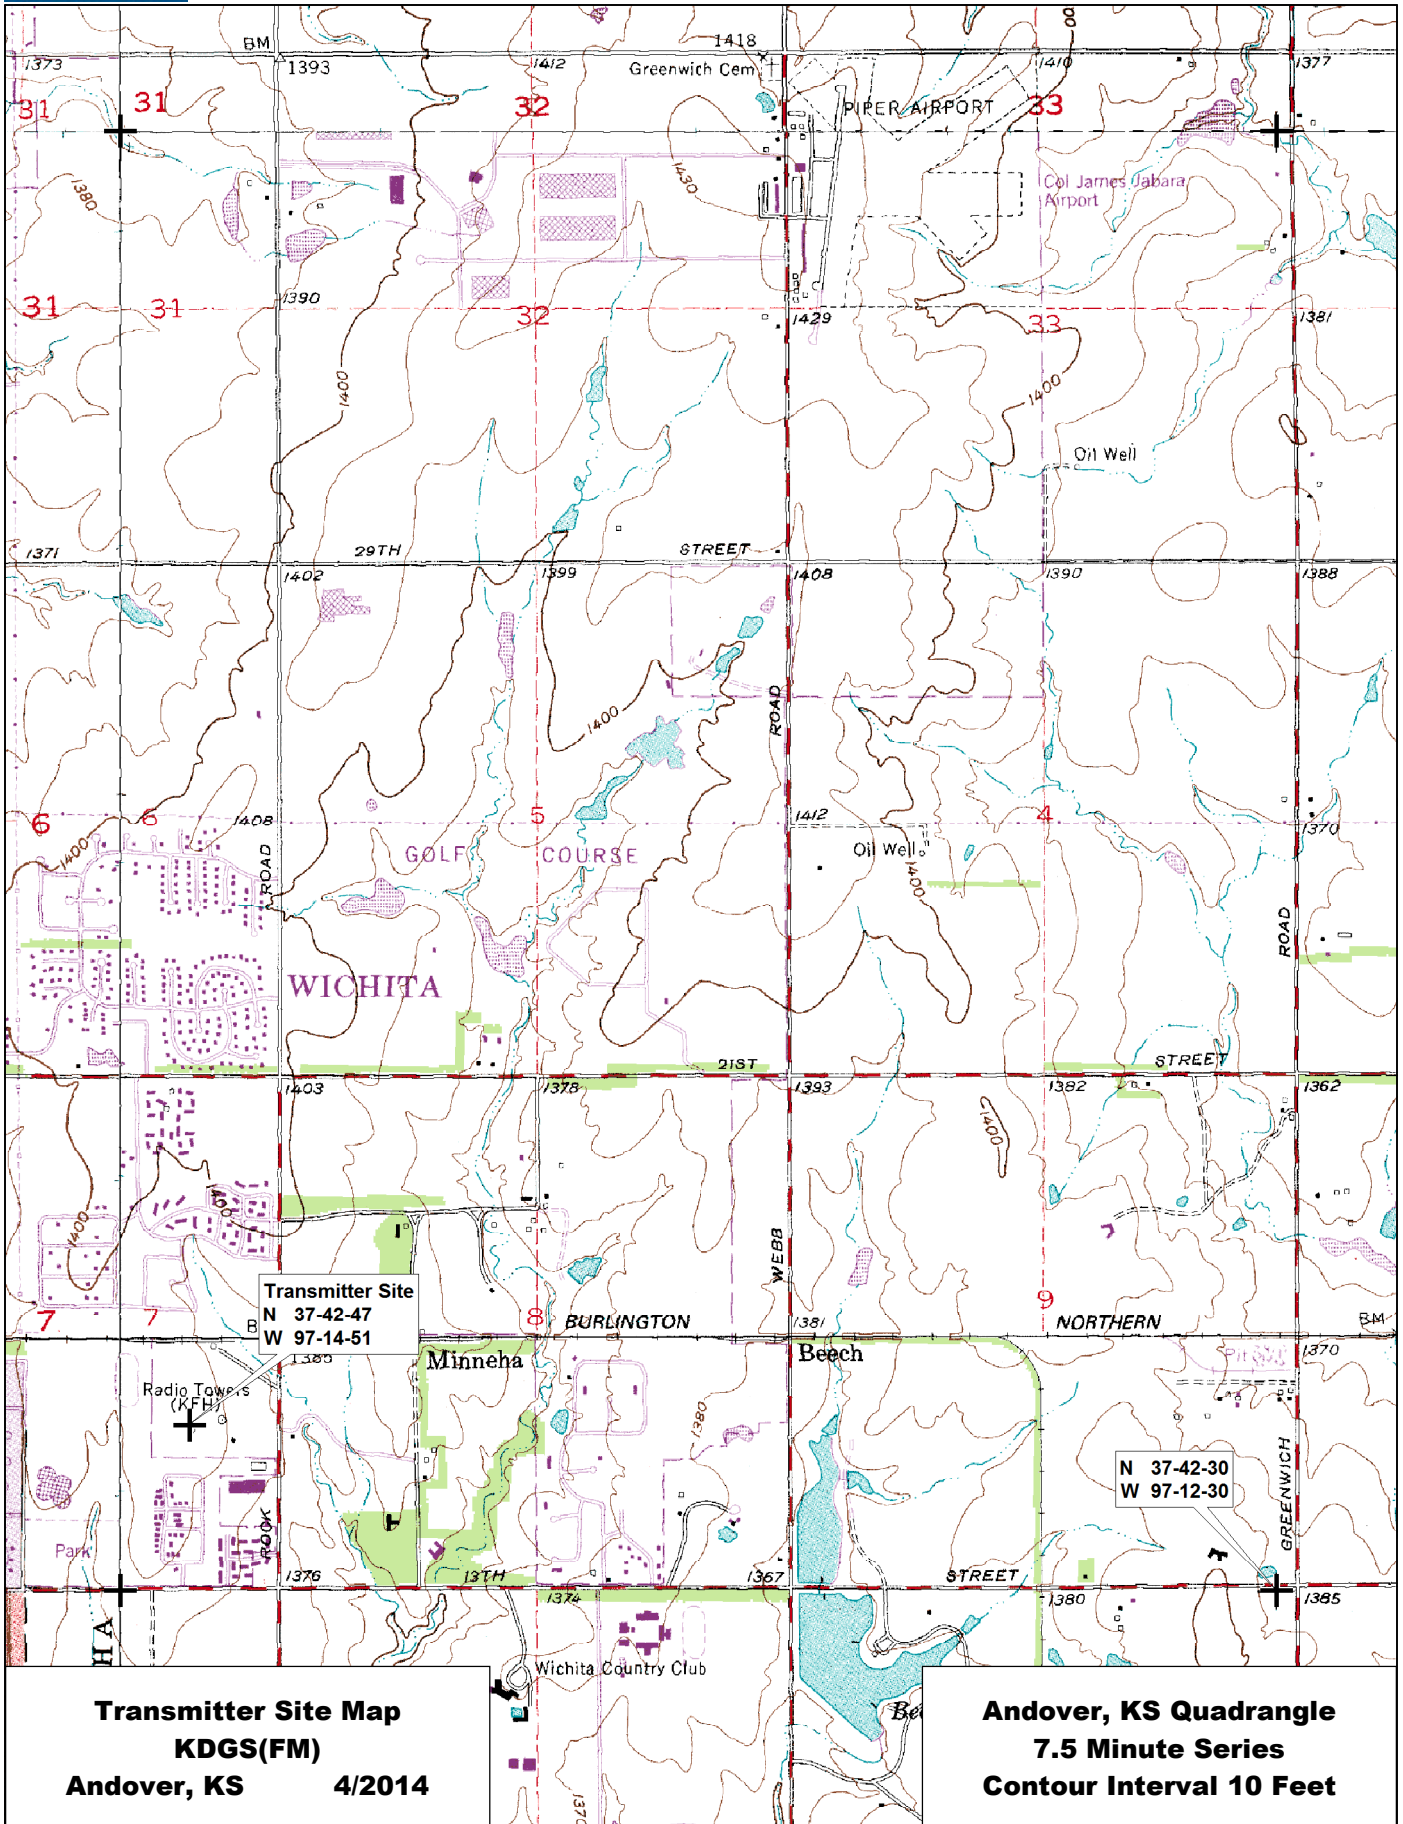 BM
1418
1373
1393
1412
Greenwich Cem
1410
00
1377
31
31
32
PIPER AIRPORT
33
1380
1430
Col James Jabara
Airport
1390
31
31
32
1429
33
1381
1400
1400
Oil Well
1371
29TH
STREET
1402
1399
1408
1390
1388
1400
ROAD
6
6
1408
5
1412
4
1370
1400
GOLF COURSE
Oil Well
1400
ROAD
ROAD
WICHITA
21ST
STREET
1403
1378
1393
1382
1362
1400
1400
1400
WEBB
Transmitter Site
N 37-42-47
W 97-14-51
7
7
8
9
BURLINGTON
NORTHERN
1381
BM
B
1385
Minneha
Beech
Pit
1370
Radio Towers
(KFH)
1380
N 37-42-30
W 97-12-30
GREENWICH
ROCK
Park
1376
13TH
1367
STREET
1374
1380
1385
HA
Wichita Country Club
Be
1370
Transmitter Site Map
KDGS(FM)
Andover, KS 4/2014
Andover, KS Quadrangle
7.5 Minute Series
Contour Interval 10 Feet